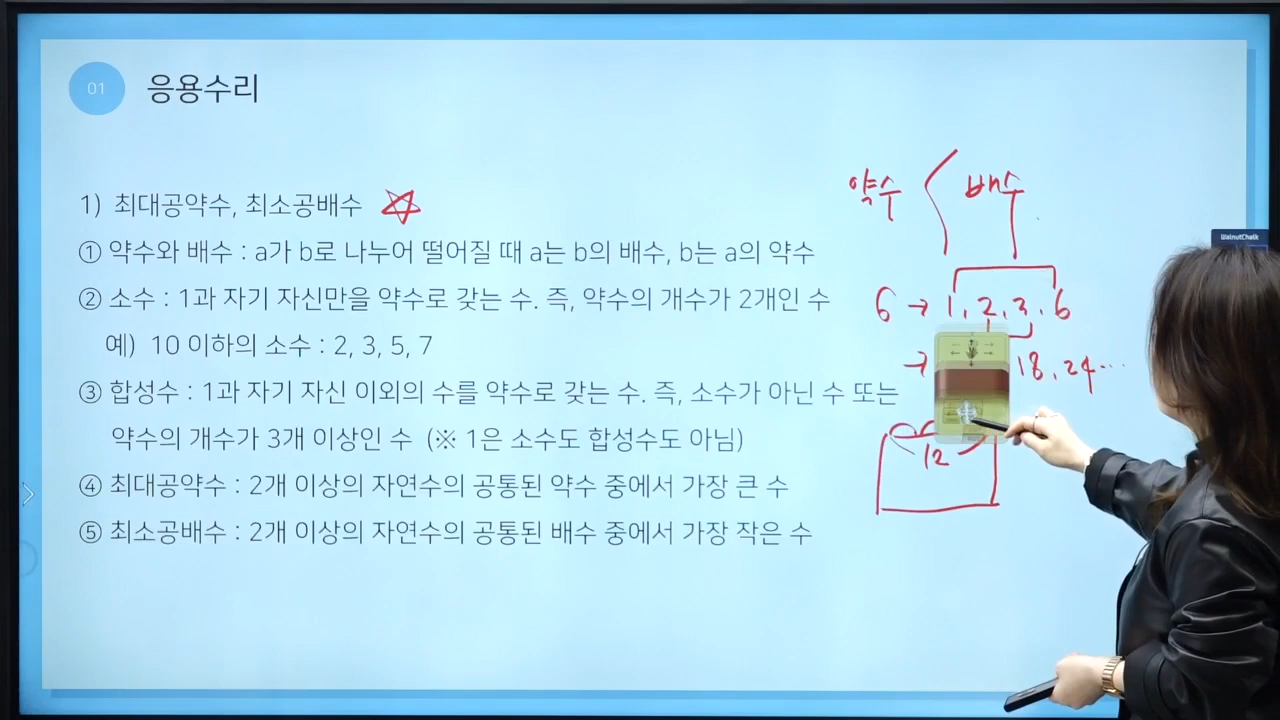 01 응용수리
1) 최대공약수, 최소공배수
① 약수와 배수 : a가 b로 나누어 떨어질 때 a는 b의 배수, b는 a의 약수
② 소수 : 1과 자기 자신만을 약수로 갖는 수. 즉, 약수의 개수가 2개인 수
예) 10 이하의 소수 : 2, 3, 5, 7
③ 합성수 : 1과 자기 자신 이외의 수를 약수로 갖는 수. 즉, 소수가 아닌 수 또는
약수의 개수가 3개 이상인 수 (※ 1은 소수도 합성수도 아님)
④ 최대공약수 : 2개 이상의 자연수의 공통된 약수 중에서 가장 큰 수
⑤ 최소공배수 : 2개 이상의 자연수의 공통된 배수 중에서 가장 작은 수
약수 < 배수
6 → 1, 2, 3, 6
→ 18, 24 ...
12
WalnutChalk